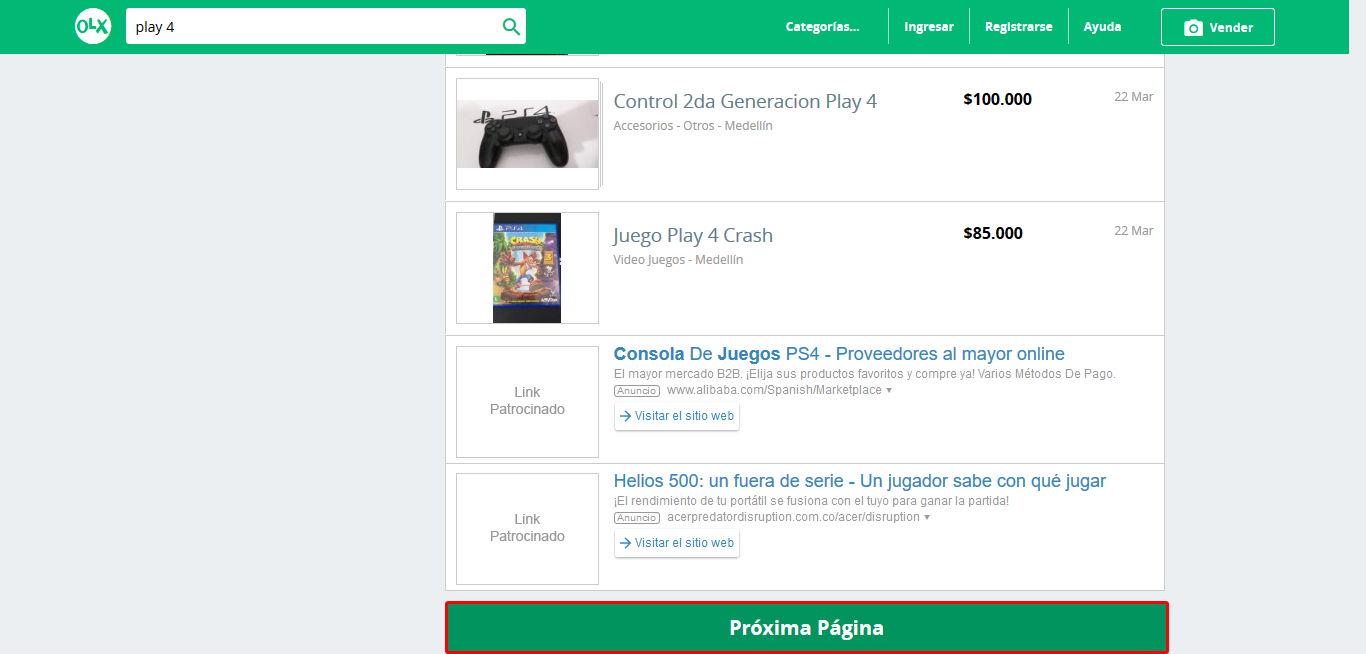 OLX
play 4
Categorías...
Ingresar
Registrarse
Ayuda
Vender
PS4
Control 2da Generacion Play 4
Accesorios - Otros - Medellín
$100.000
22 Mar
PS4
CRASH
ACTIVISION
Juego Play 4 Crash
Video Juegos - Medellín
$85.000
22 Mar
Link
Patrocinado
Consola De Juegos PS4 - Proveedores al mayor online
El mayor mercado B2B. ¡Elija sus productos favoritos y compre ya! Varios Métodos De Pago.
Anuncio www.alibaba.com/Spanish/Marketplace ▼
→ Visitar el sitio web
Link
Patrocinado
Helios 500: un fuera de serie - Un jugador sabe con qué jugar
¡El rendimiento de tu portátil se fusiona con el tuyo para ganar la partida!
Anuncio acerpredatordisruption.com.co/acer/disruption ▼
→ Visitar el sitio web
Próxima Página